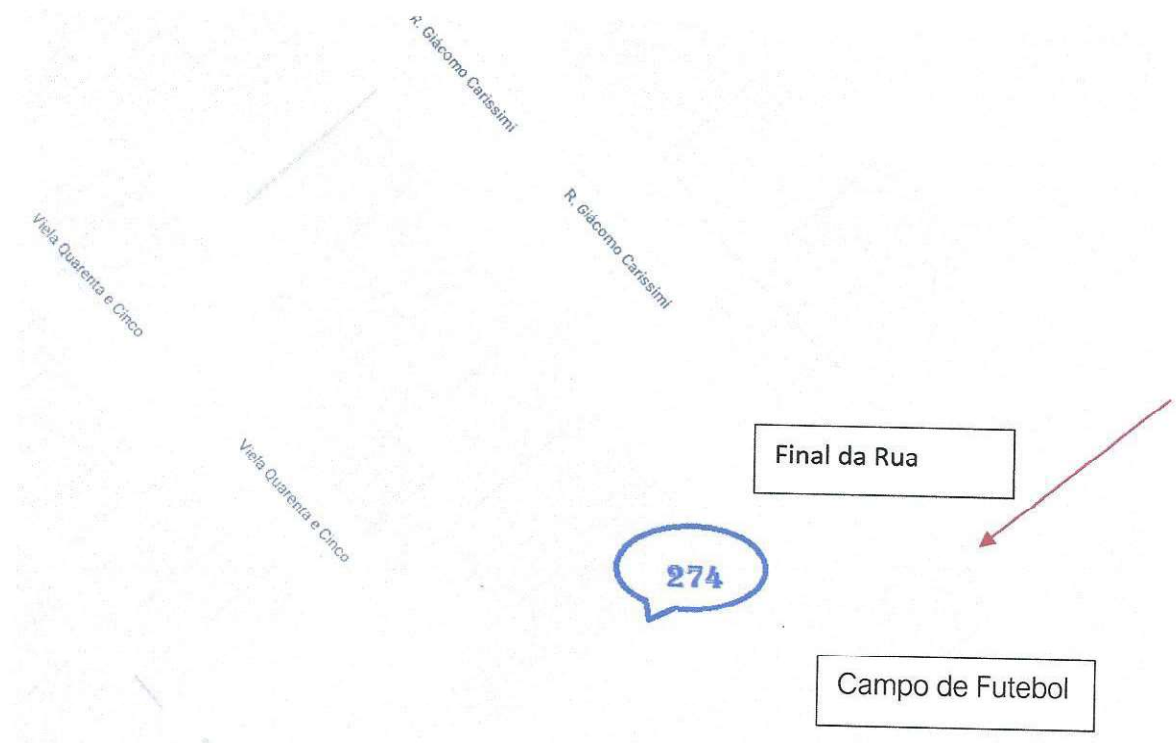 R. Giácomo Carissimi
R. Giácomo Carissimi
Viela Quarenta e Cinco
Viela Quarenta e Cinco
Final da Rua
274
Campo de Futebol